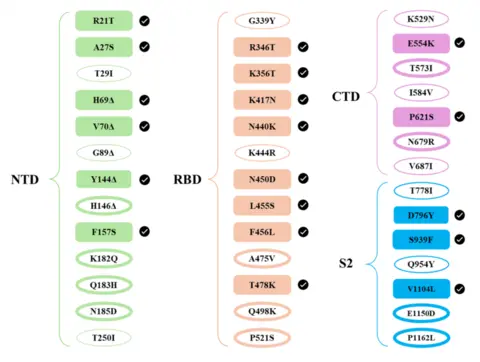 NTD
R21T
A27S
T29I
H69Δ
V70Δ
G89Δ
Y144Δ
H146Δ
F157S
K182Q
Q183H
N185D
T250I
RBD
G339Y
R346T
K356T
K417N
N440K
K444R
N450D
L455S
F456L
A475V
T478K
Q498K
P521S
CTD
K529N
E554K
T573I
I584V
P621S
N679R
V687I
S2
T778I
D796Y
S939F
Q954Y
V1104L
E1150D
P1162L